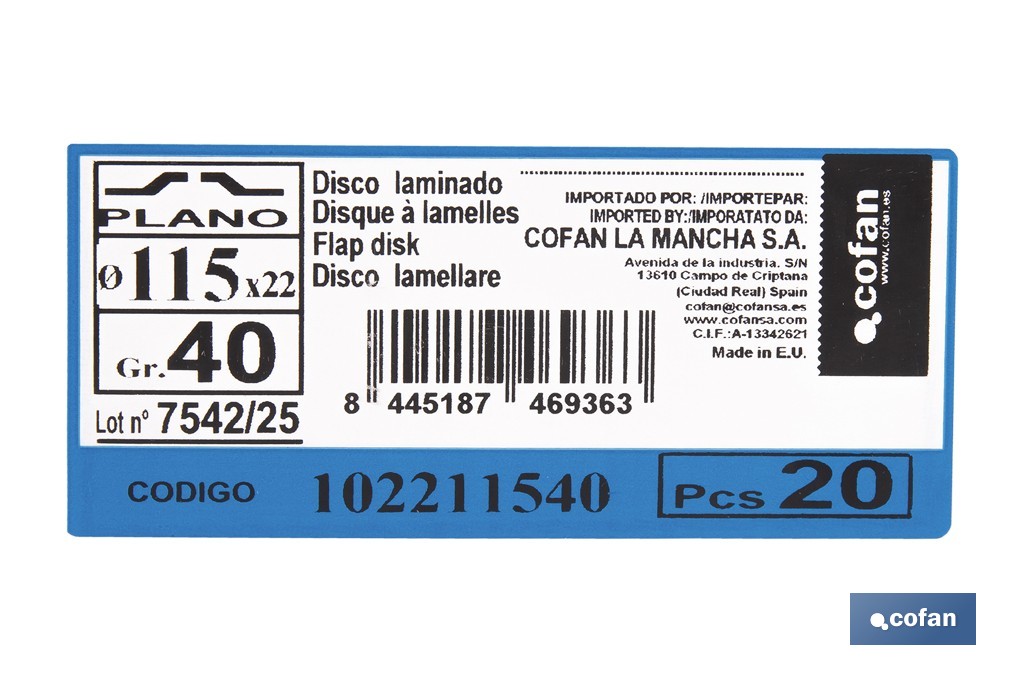 PLANO
Ø 115 x22
Gr. 40
Lot nº 7542/25
Disco laminado
Disque à lamelles
Flap disk
Disco lamellare
IMPORTADO POR: /IMPORTEPAR:
IMPORTED BY:/IMPORATATO DA:
COFAN LA MANCHA S.A.
Avenida de la industria. S/N
13610 Campo de Criptana
(Ciudad Real) Spain
cofan@cofansa.es
www.cofansa.com
C.I.F.:A-13342621
Made in E.U.
cofan
www.cofan.es
8 445187 469363
CODIGO 102211540 Pcs 20
cofan